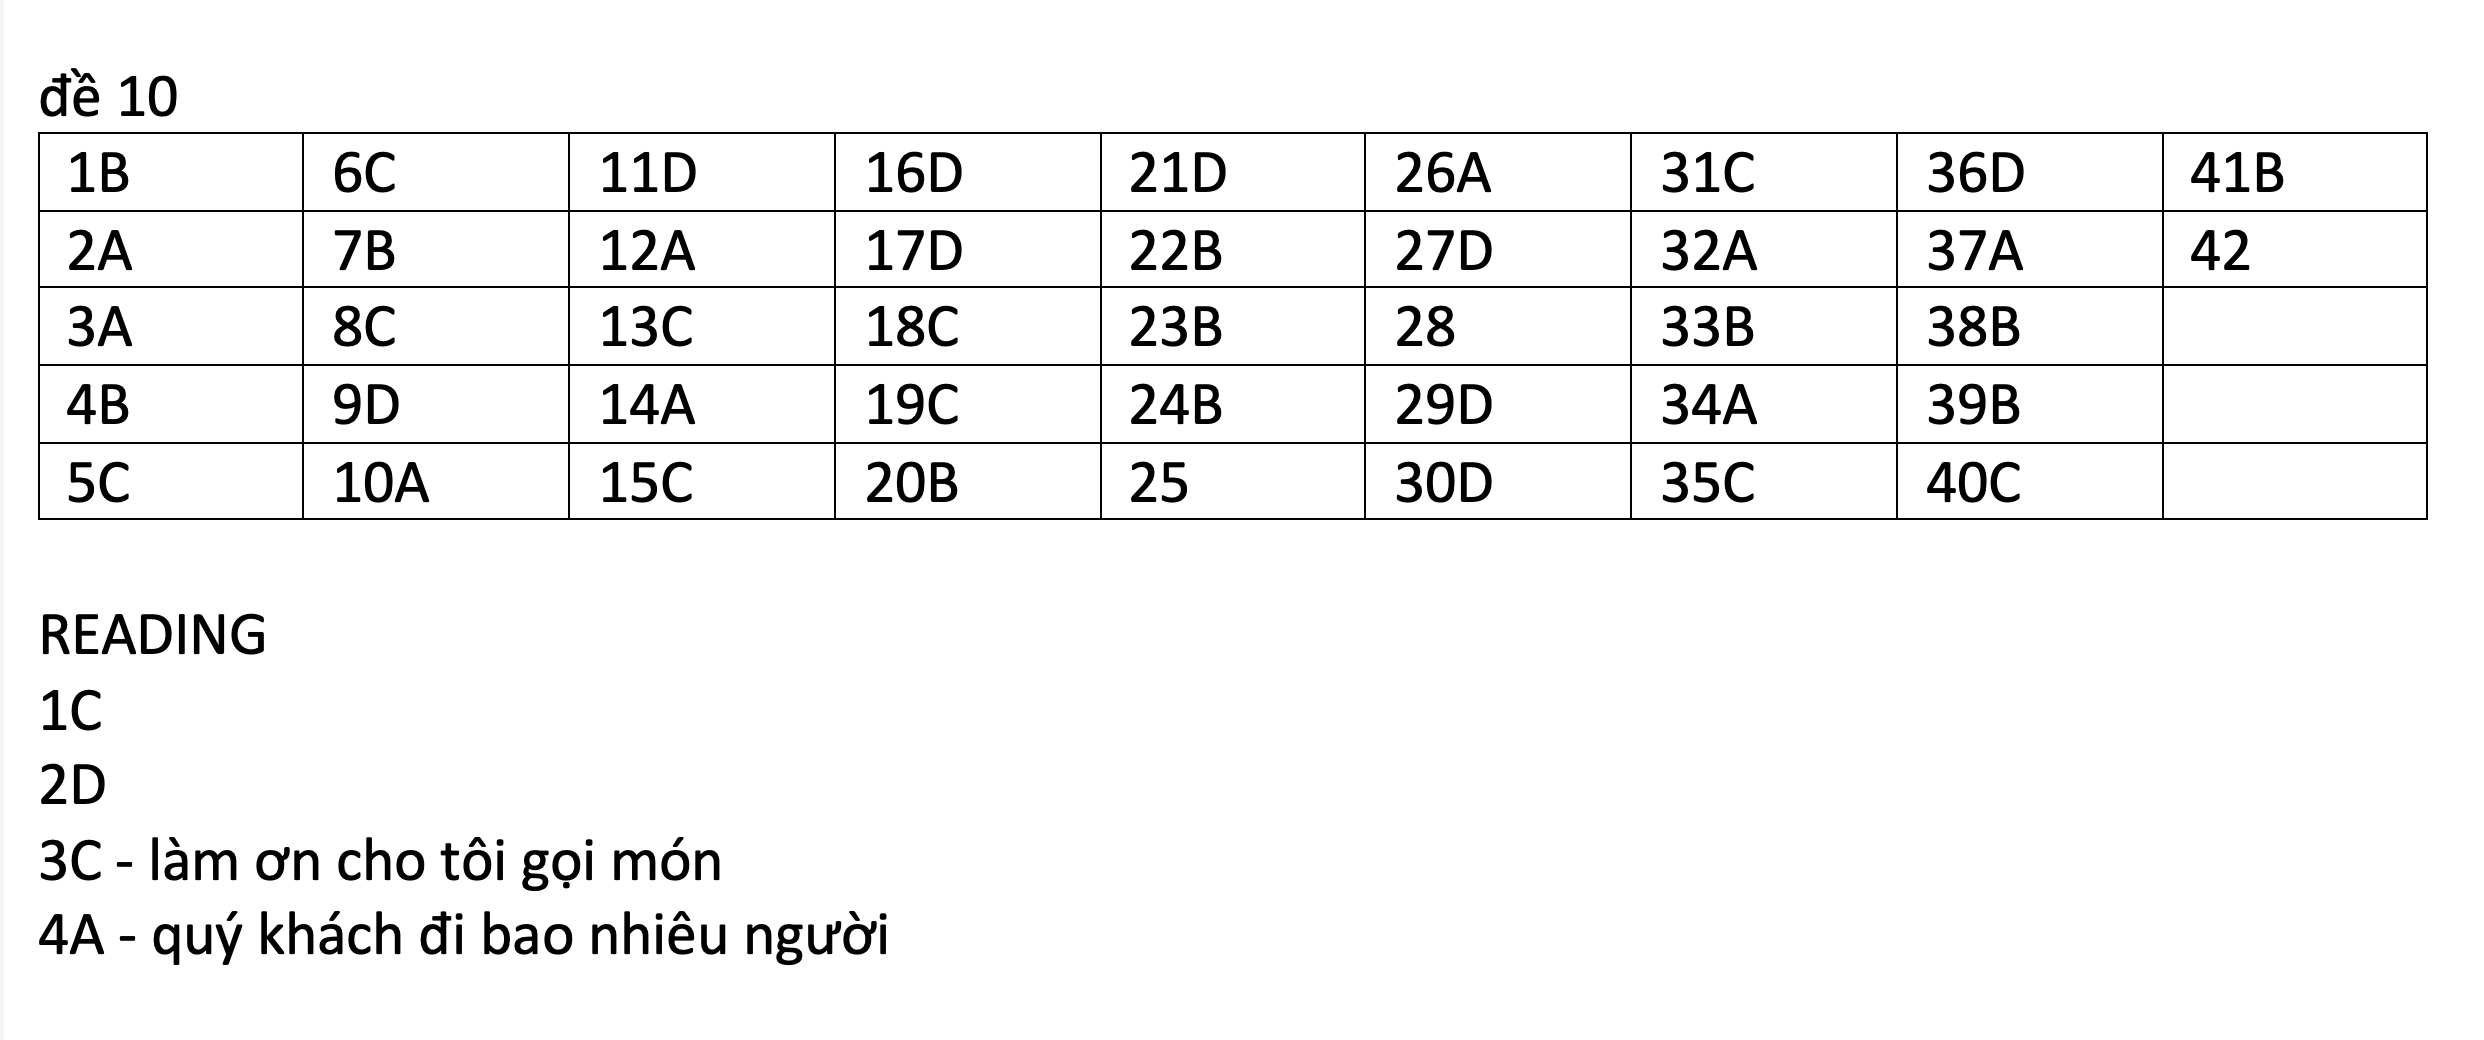 đề 10
1B 6C 11D 16D 21D 26A 31C 36D 41B
2A 7B 12A 17D 22B 27D 32A 37A 42
3A 8C 13C 18C 23B 28 33B 38B
4B 9D 14A 19C 24B 29D 34A 39B
5C 10A 15C 20B 25 30D 35C 40C
READING
1C
2D
3C - làm ơn cho tôi gọi món
4A - quý khách đi bao nhiêu người